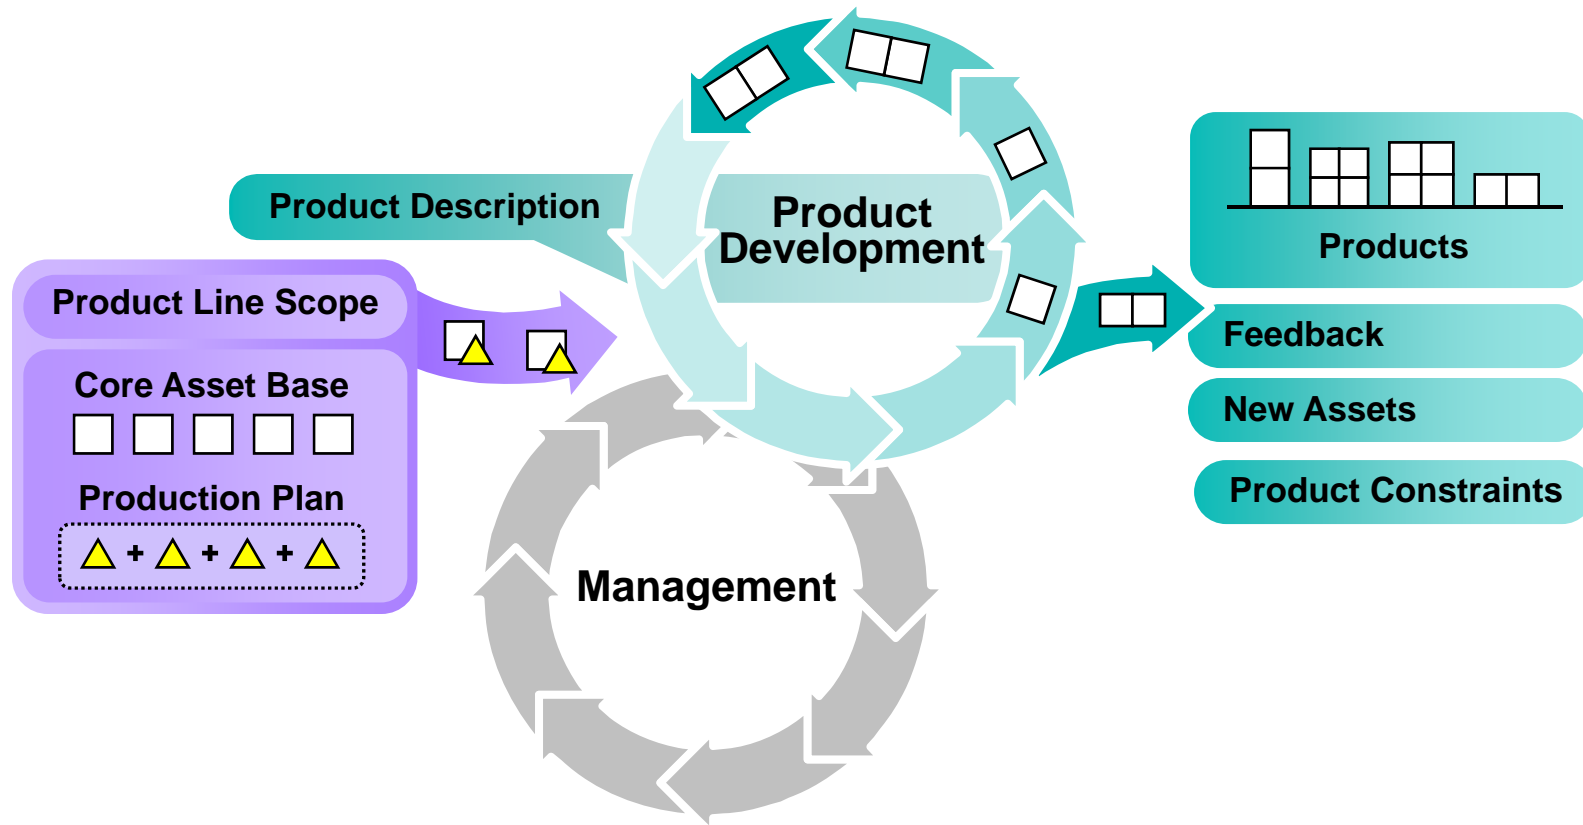 Product Description
Product
Development
Product Line Scope
Core Asset Base
Production Plan
+ + +
Management
Products
Feedback
New Assets
Product Constraints